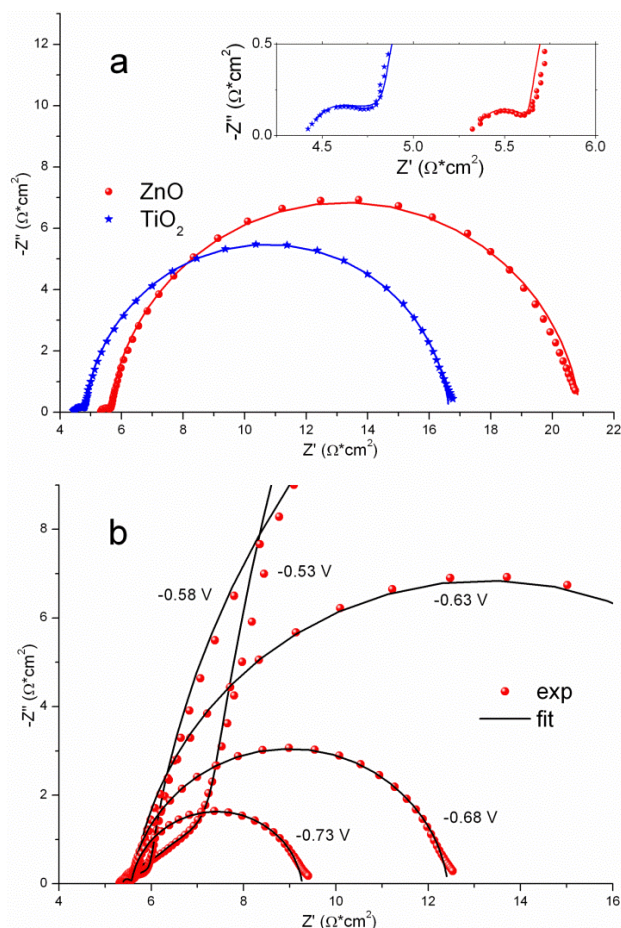 a
12
10
8
6
4
2
0
-Z'' (Ω*cm²)
4 6 8 10 12 14 16 18 20 22
Z' (Ω*cm²)
ZnO
TiO₂
0.5
0.0
-Z'' (Ω*cm²)
4.5 5.0 5.5 6.0
Z' (Ω*cm²)
b
8
6
4
2
0
-Z'' (Ω*cm²)
-0.58 V
-0.53 V
-0.63 V
-0.68 V
-0.73 V
exp
fit
4 6 8 10 12 14 16
Z' (Ω*cm²)